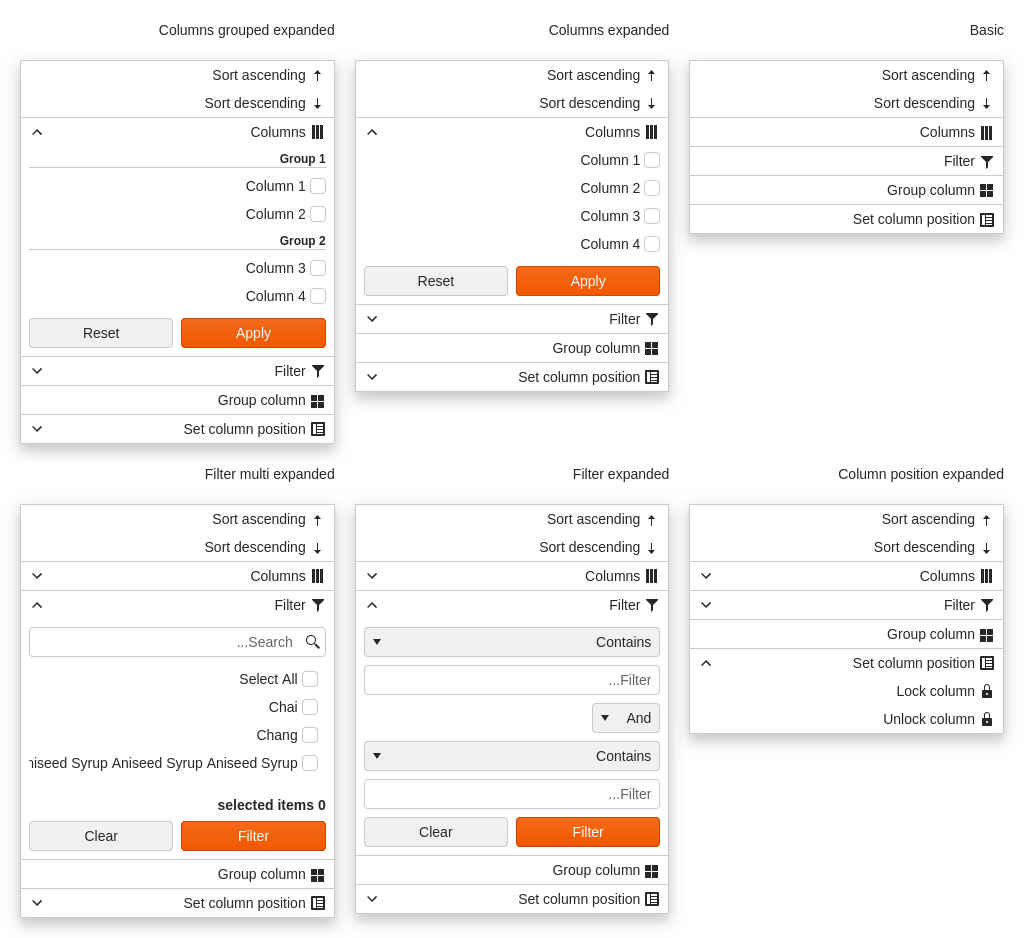 Columns grouped expanded
Sort ascending
Sort descending
Columns
Group 1
Column 1
Column 2
Group 2
Column 3
Column 4
Reset Apply
Filter
Group column
Set column position
Columns expanded
Sort ascending
Sort descending
Columns
Column 1
Column 2
Column 3
Column 4
Reset Apply
Filter
Group column
Set column position
Basic
Sort ascending
Sort descending
Columns
Filter
Group column
Set column position
Filter multi expanded
Sort ascending
Sort descending
Columns
Filter
...Search
Select All
Chai
Chang
niseed Syrup Aniseed Syrup Aniseed Syrup
selected items 0
Clear Filter
Group column
Set column position
Filter expanded
Sort ascending
Sort descending
Columns
Filter
Contains
...Filter
And
Contains
...Filter
Clear Filter
Group column
Set column position
Column position expanded
Sort ascending
Sort descending
Columns
Filter
Group column
Set column position
Lock column
Unlock column